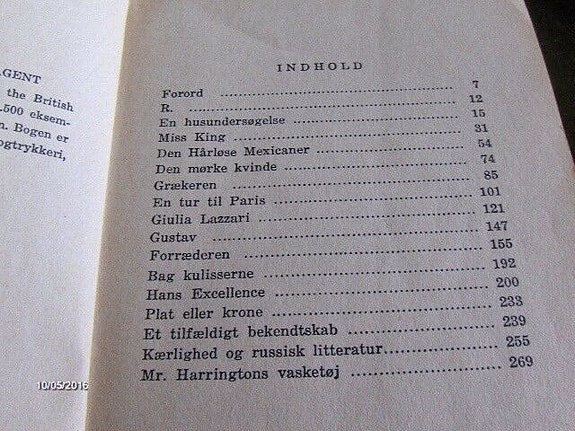 AGENT
the British
.500 eksem-
n. Bogen er
ogtrykkeri,
INDHOLD
Forord 7
R. 12
En husundersøgelse 15
Miss King 31
Den Hårløse Mexicaner 54
Den mørke kvinde 74
Grækeren 85
En tur til Paris 101
Giulia Lazzari 121
Gustav 147
Forræderen 155
Bag kulisserne 192
Hans Excellence 200
Plat eller krone 233
Et tilfældigt bekendtskab 239
Kærlighed og russisk litteratur 255
Mr. Harringtons vasketøj 269
10/05/2016